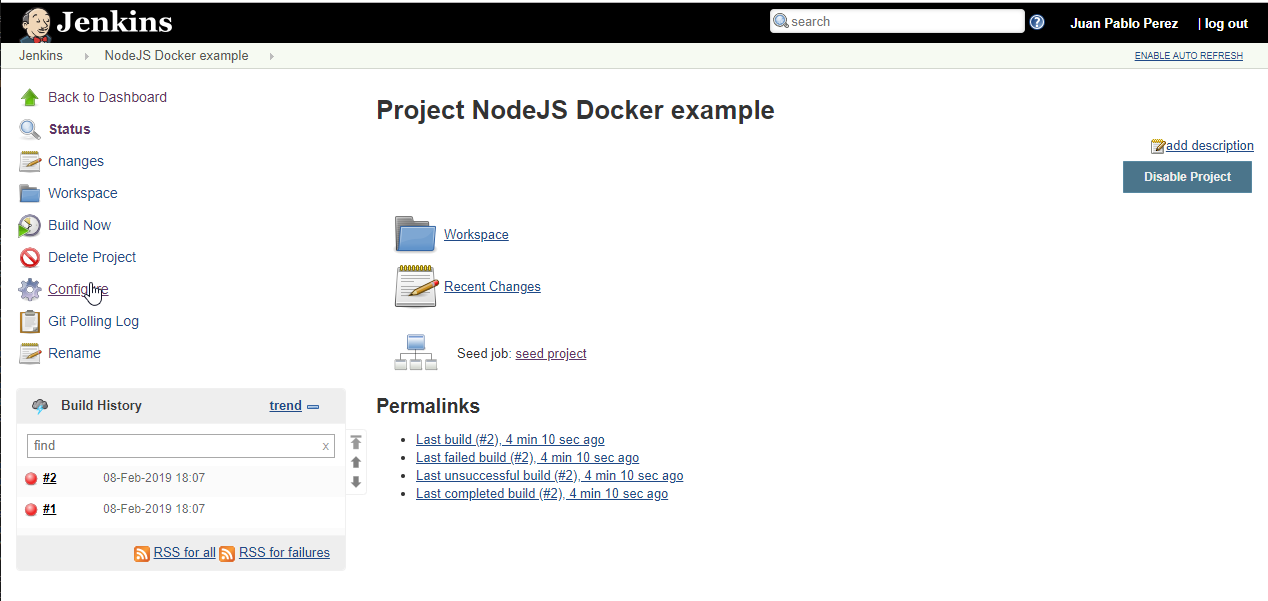 Jenkins
search
Juan Pablo Perez | log out
Jenkins NodeJS Docker example
ENABLE AUTO REFRESH
Back to Dashboard
Status
Changes
Workspace
Build Now
Delete Project
Configure
Git Polling Log
Rename
Build History trend
find x
#2 08-Feb-2019 18:07
#1 08-Feb-2019 18:07
RSS for all RSS for failures
Project NodeJS Docker example
add description
Disable Project
Workspace
Recent Changes
Seed job: seed project
Permalinks
Last build (#2), 4 min 10 sec ago
Last failed build (#2), 4 min 10 sec ago
Last unsuccessful build (#2), 4 min 10 sec ago
Last completed build (#2), 4 min 10 sec ago